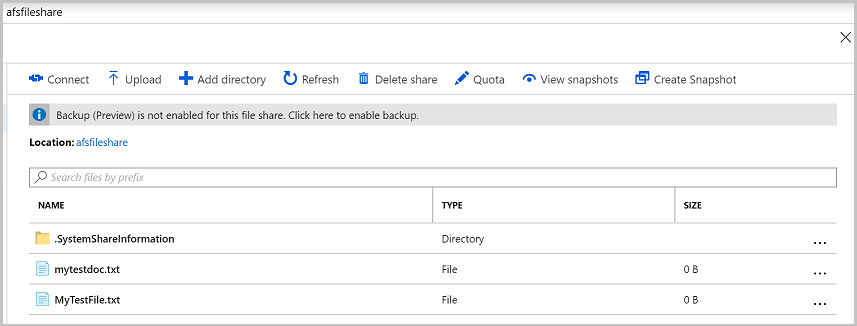 afsfileshare
Connect Upload Add directory Refresh Delete share Quota View snapshots Create Snapshot
Backup (Preview) is not enabled for this file share. Click here to enable backup.
Location: afsfileshare
Search files by prefix
NAME TYPE SIZE
.SystemShareInformation Directory ...
mytestdoc.txt File 0 B ...
MyTestFile.txt File 0 B ...